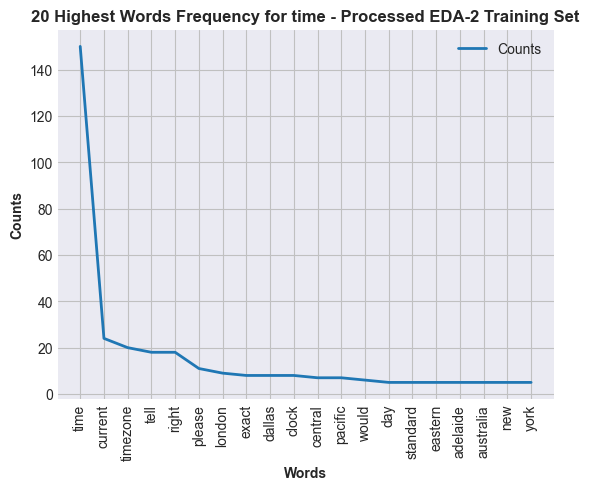 20 Highest Words Frequency for time - Processed EDA-2 Training Set
Counts
140
120
100
80
60
40
20
0
Counts
time
current
timezone
tell
right
please
london
exact
dallas
clock
central
pacific
would
day
standard
eastern
adelaide
australia
new
york
Words